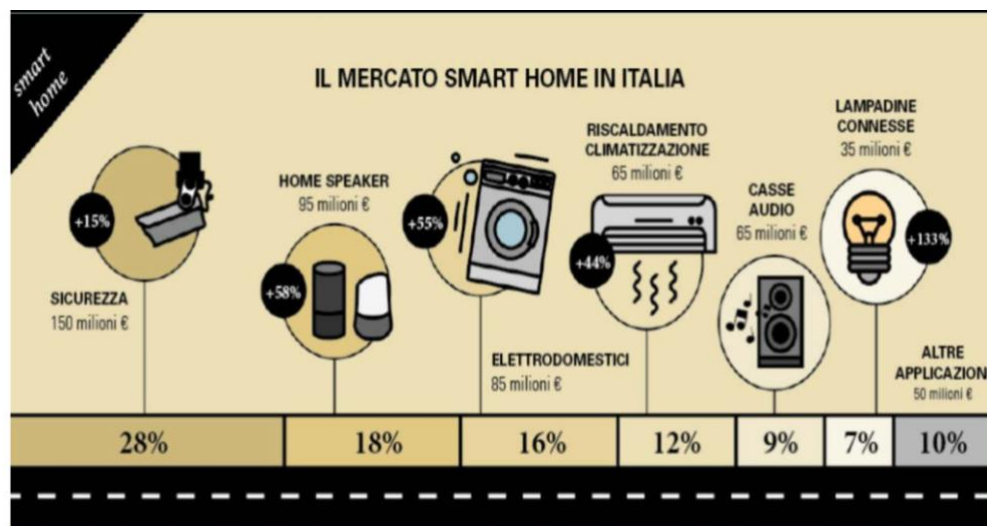 smart
home
IL MERCATO SMART HOME IN ITALIA
+15%
SICUREZZA
150 milioni €
HOME SPEAKER
95 milioni €
+58%
+55%
ELETTRODOMESTICI
85 milioni €
RISCALDAMENTO
CLIMATIZZAZIONE
65 milioni €
+44%
CASSE
AUDIO
65 milioni €
LAMPADINE
CONNESSE
35 milioni €
+133%
ALTRE
APPLICAZION
50 milioni €
28%
18%
16%
12%
9%
7%
10%